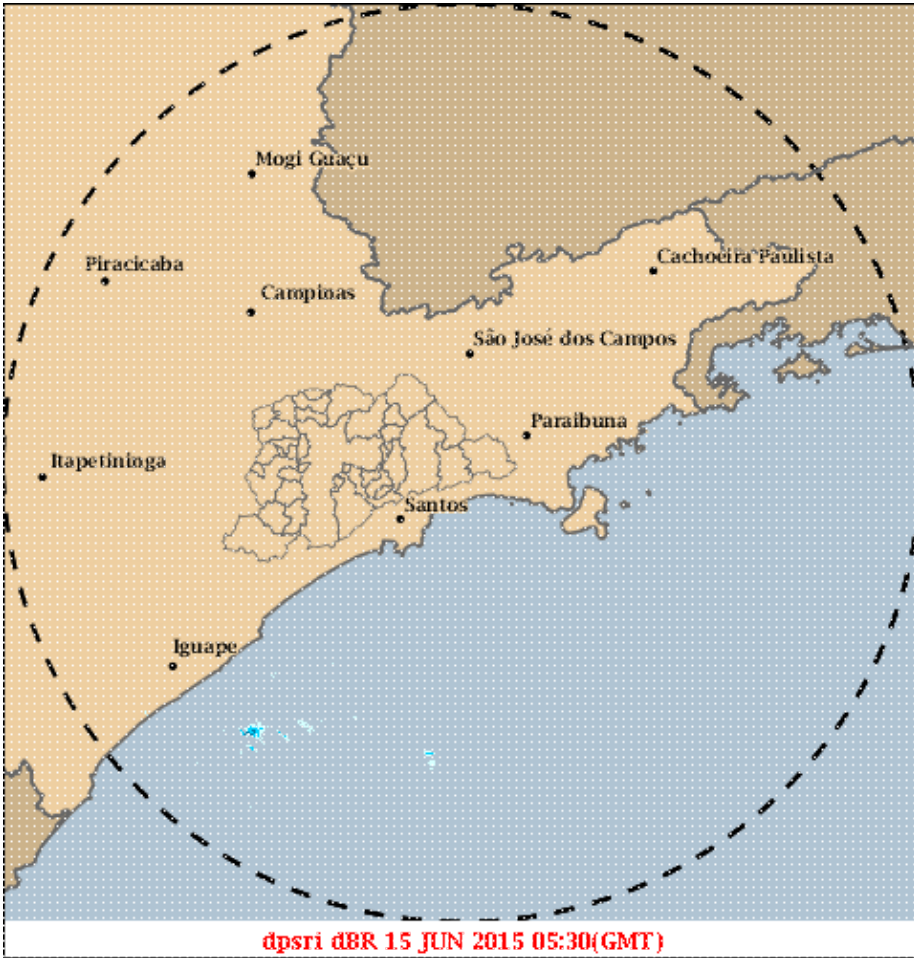 Mogi Guaçu
Piracicaba
Cachoeira Paulista
Campinas
São José dos Campos
Paraibuna
Itapetininga
Santos
Iguape
dpsri dBR 15 JUN 2015 05:30(GMT)